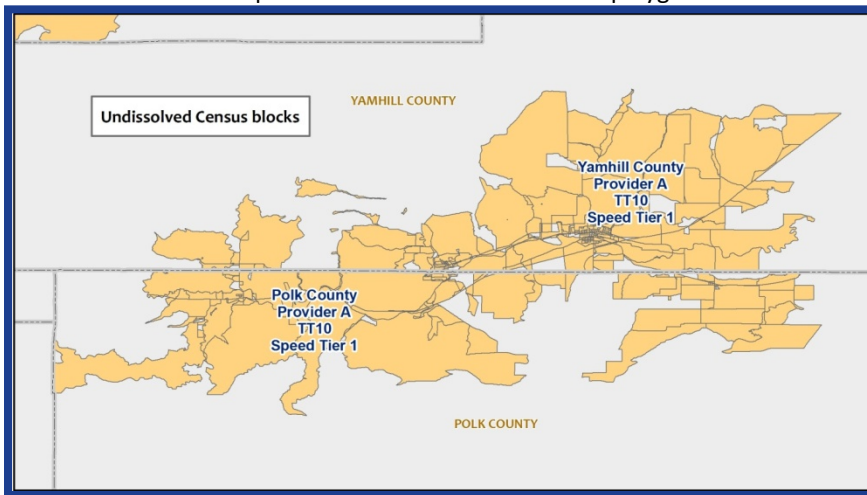 YAMHILL COUNTY
Undissolved Census blocks
Yamhill County
Provider A
TT10
Speed Tier 1
Polk County
Provider A
TT10
Speed Tier 1
POLK COUNTY